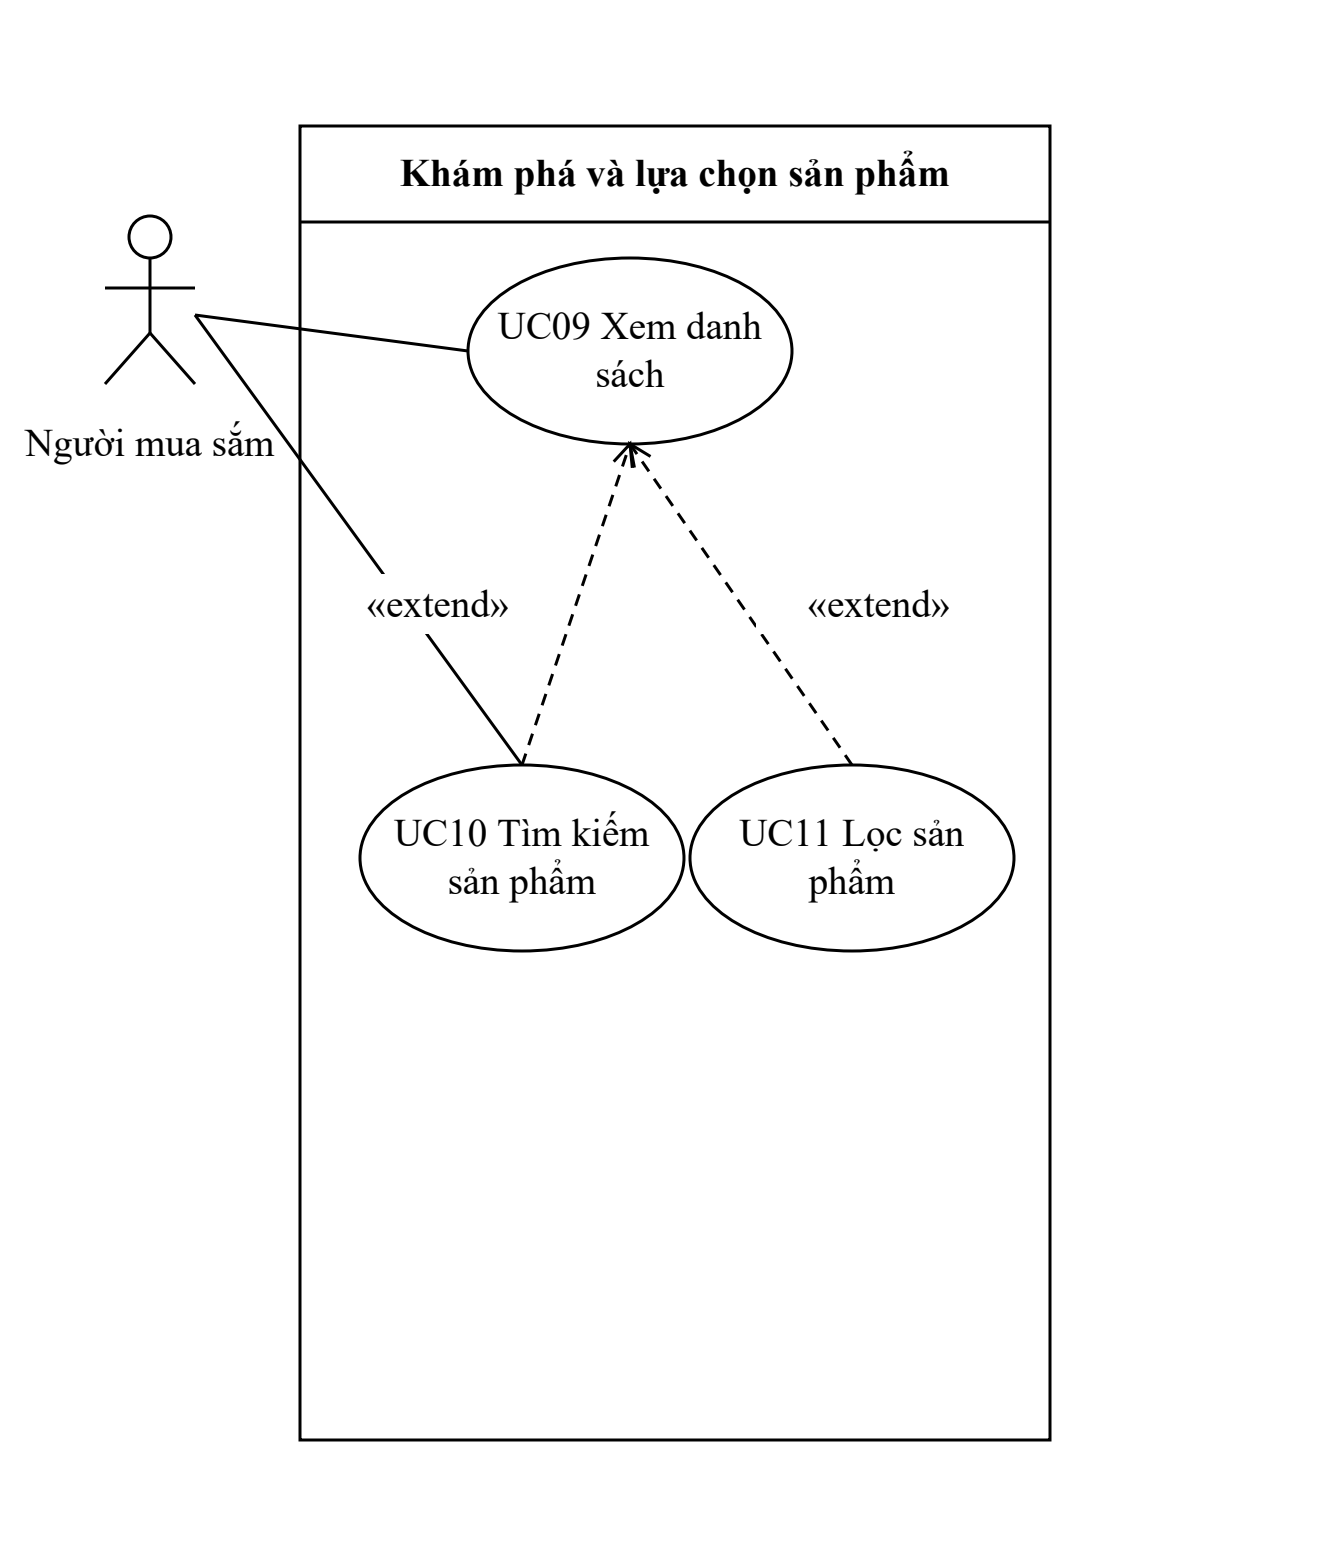 Khám phá và lựa chọn sản phẩm
UC09 Xem danh
sách
Người mua sắm
«extend»
«extend»
UC10 Tìm kiếm
sản phẩm
UC11 Lọc sản
phẩm